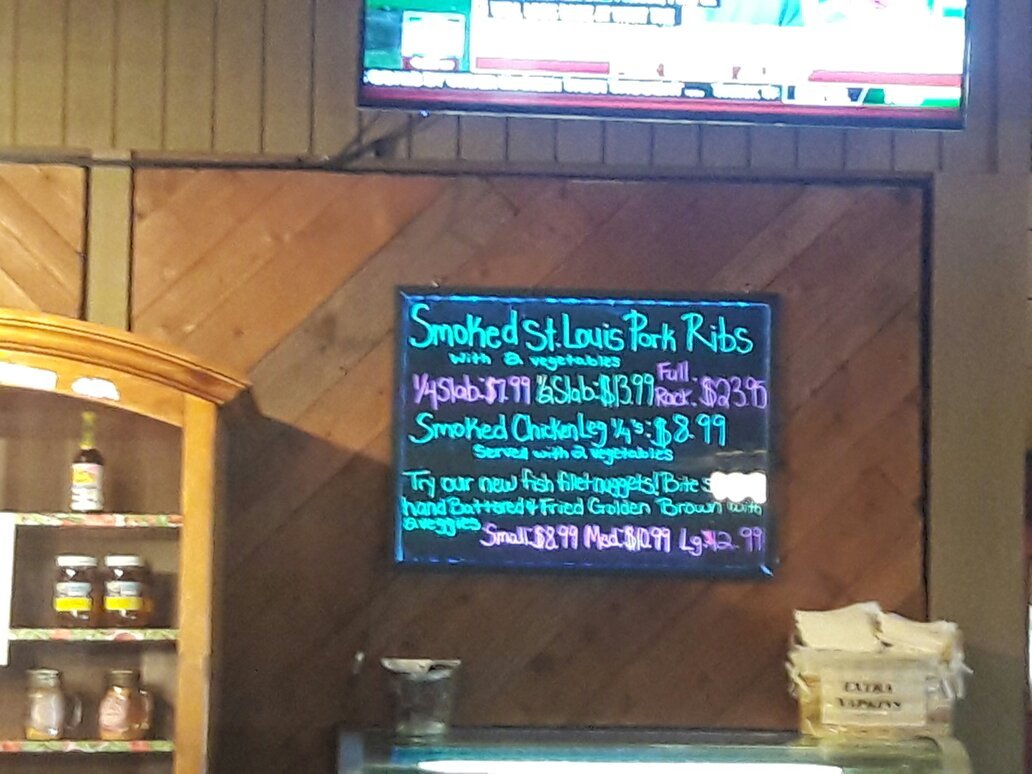 Smoked St. Louis Pork Ribs
with 2 vegetables
1/4 Slab: $7.99 1/2 Slab: $13.99 Full Rack: $23.95
Smoked Chicken Leg 1/4's: $8.99
Served with 2 vegetables
Try our new fish fillet nuggets! Bite
hand Battered & Fried Golden Brown with
2 veggies
Small: $8.99 Med: $10.99 Lg: $12.99
EXTRA
NAPKINS